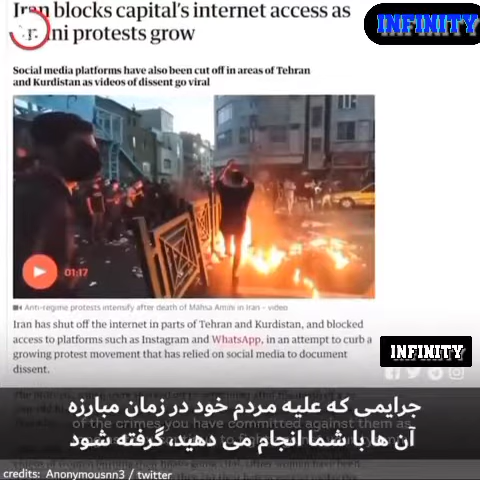 Iran blocks capital's internet access as
Amini protests grow
INFINITY
Social media platforms have also been cut off in areas of Tehran
and Kurdistan as videos of dissent go viral
01:17
Anti-regime protests intensify after death of Mahsa Amini in Iran – video
Iran has shut off the internet in parts of Tehran and Kurdistan, and blocked
access to platforms such as Instagram and WhatsApp, in an attempt to curb a
growing protest movement that has relied on social media to document
dissent.
INFINITY
جرایمی که علیه مردم خود در زمان مبارزه
of the crimes you have committed against them as
آن ها با شما انجام می دهید، گرفته شود
credits: Anonymousnn3 / twitter